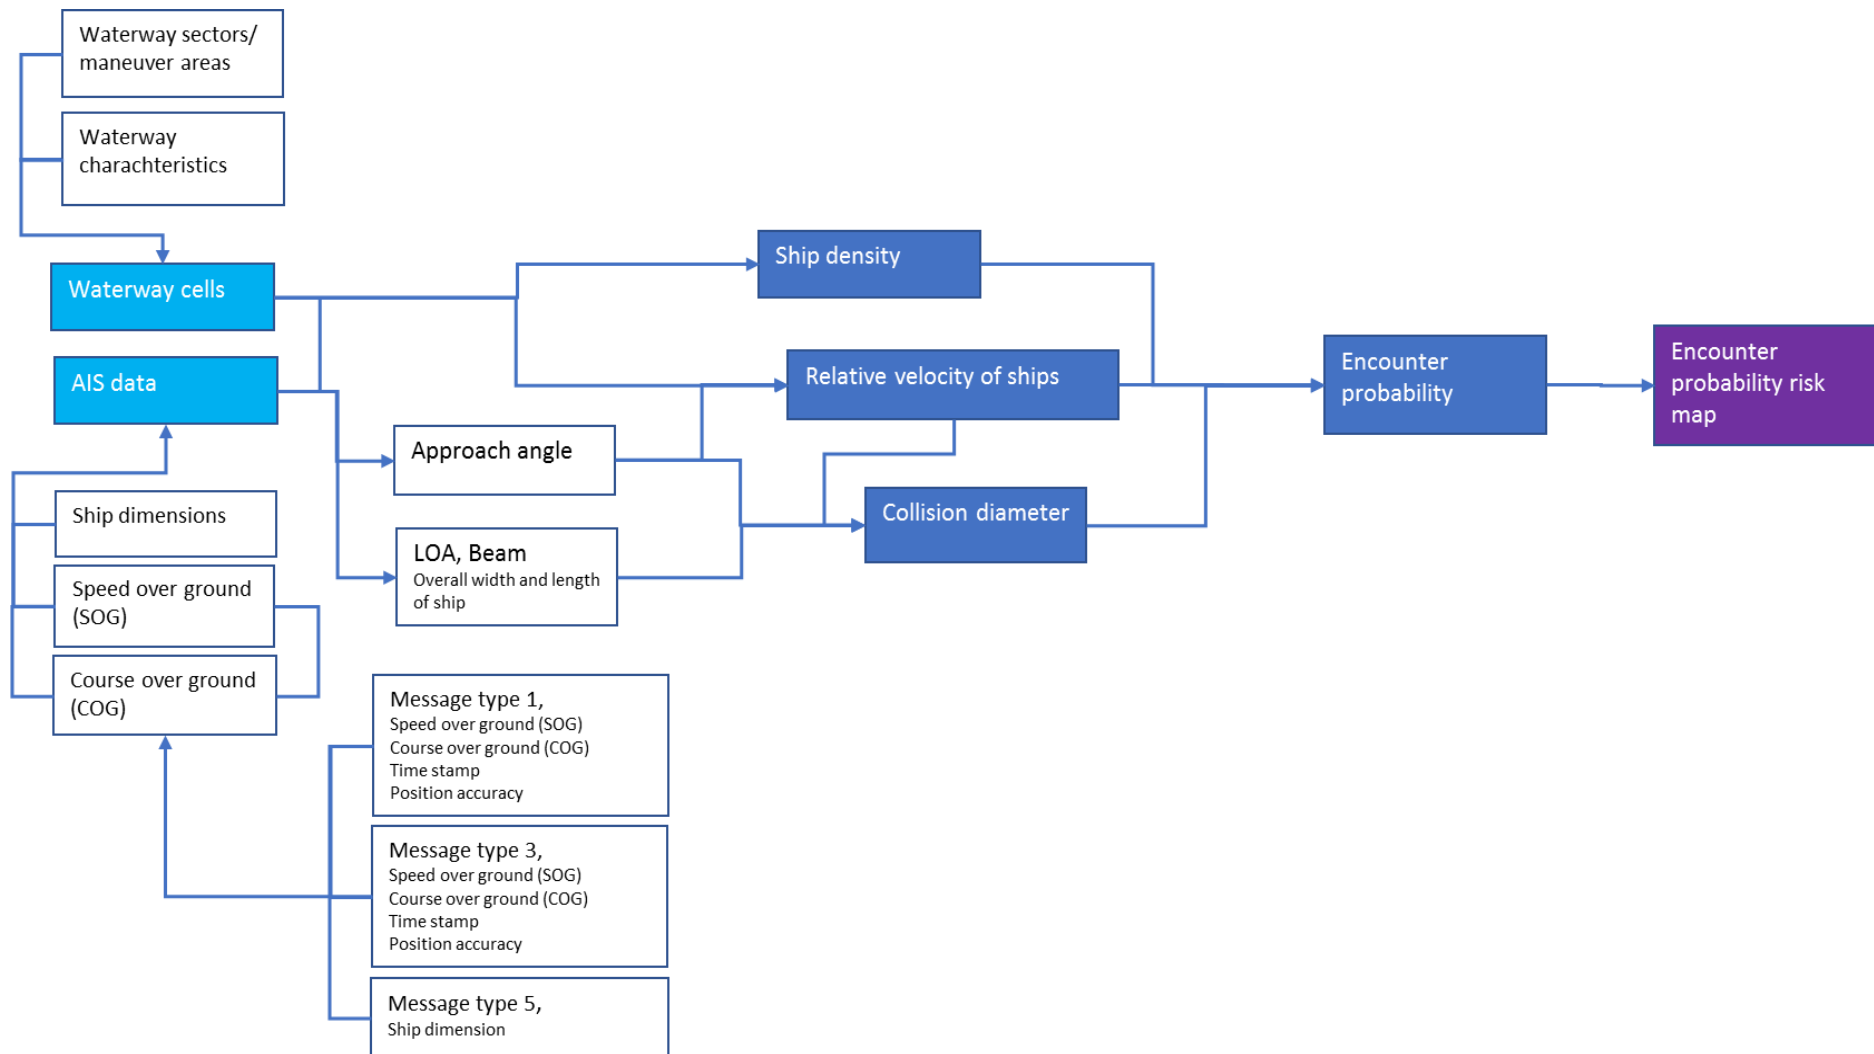 Waterway sectors/
maneuver areas
Waterway
charachteristics
Waterway cells
AIS data
Ship dimensions
Speed over ground
(SOG)
Course over ground
(COG)
Approach angle
LOA, Beam
Overall width and length
of ship
Message type 1,
Speed over ground (SOG)
Course over ground (COG)
Time stamp
Position accuracy
Message type 3,
Speed over ground (SOG)
Course over ground (COG)
Time stamp
Position accuracy
Message type 5,
Ship dimension
Ship density
Relative velocity of ships
Collision diameter
Encounter
probability
Encounter
probability risk
map